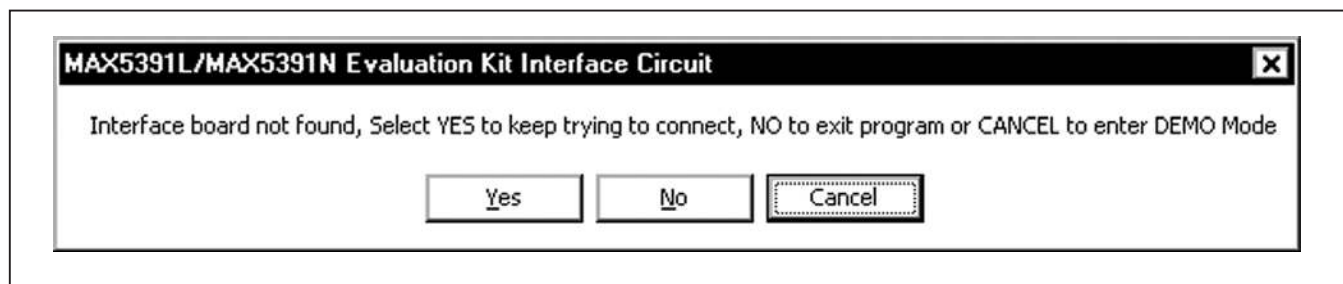 MAX5391L/MAX5391N Evaluation Kit Interface Circuit
Interface board not found, Select YES to keep trying to connect, NO to exit program or CANCEL to enter DEMO Mode
Yes No Cancel